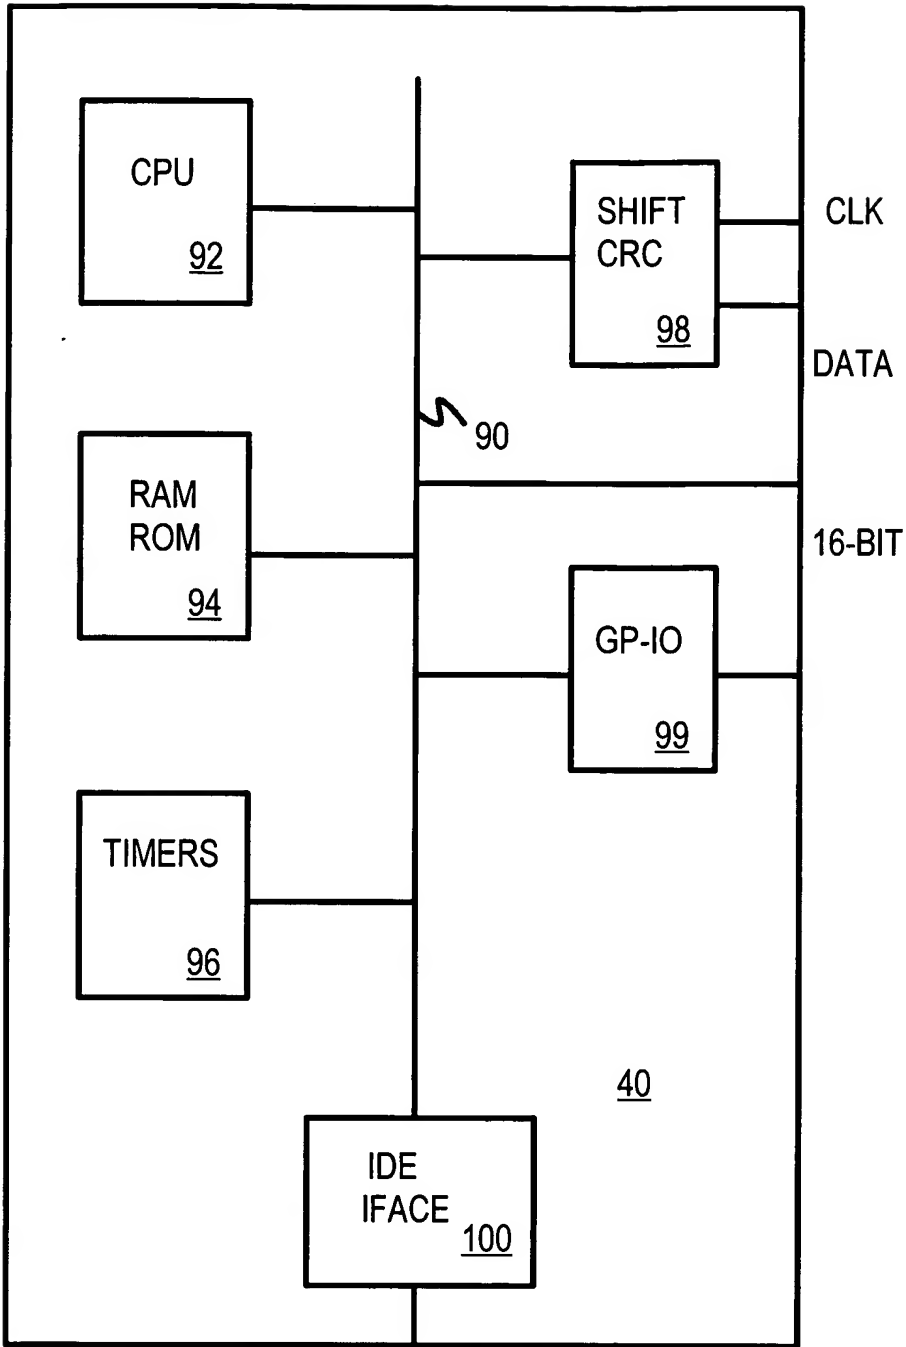 CPU
92
SHIFT
CRC
98
CLK
DATA
90
RAM
ROM
94
16-BIT
GP-IO
99
TIMERS
96
40
IDE
IFACE
100